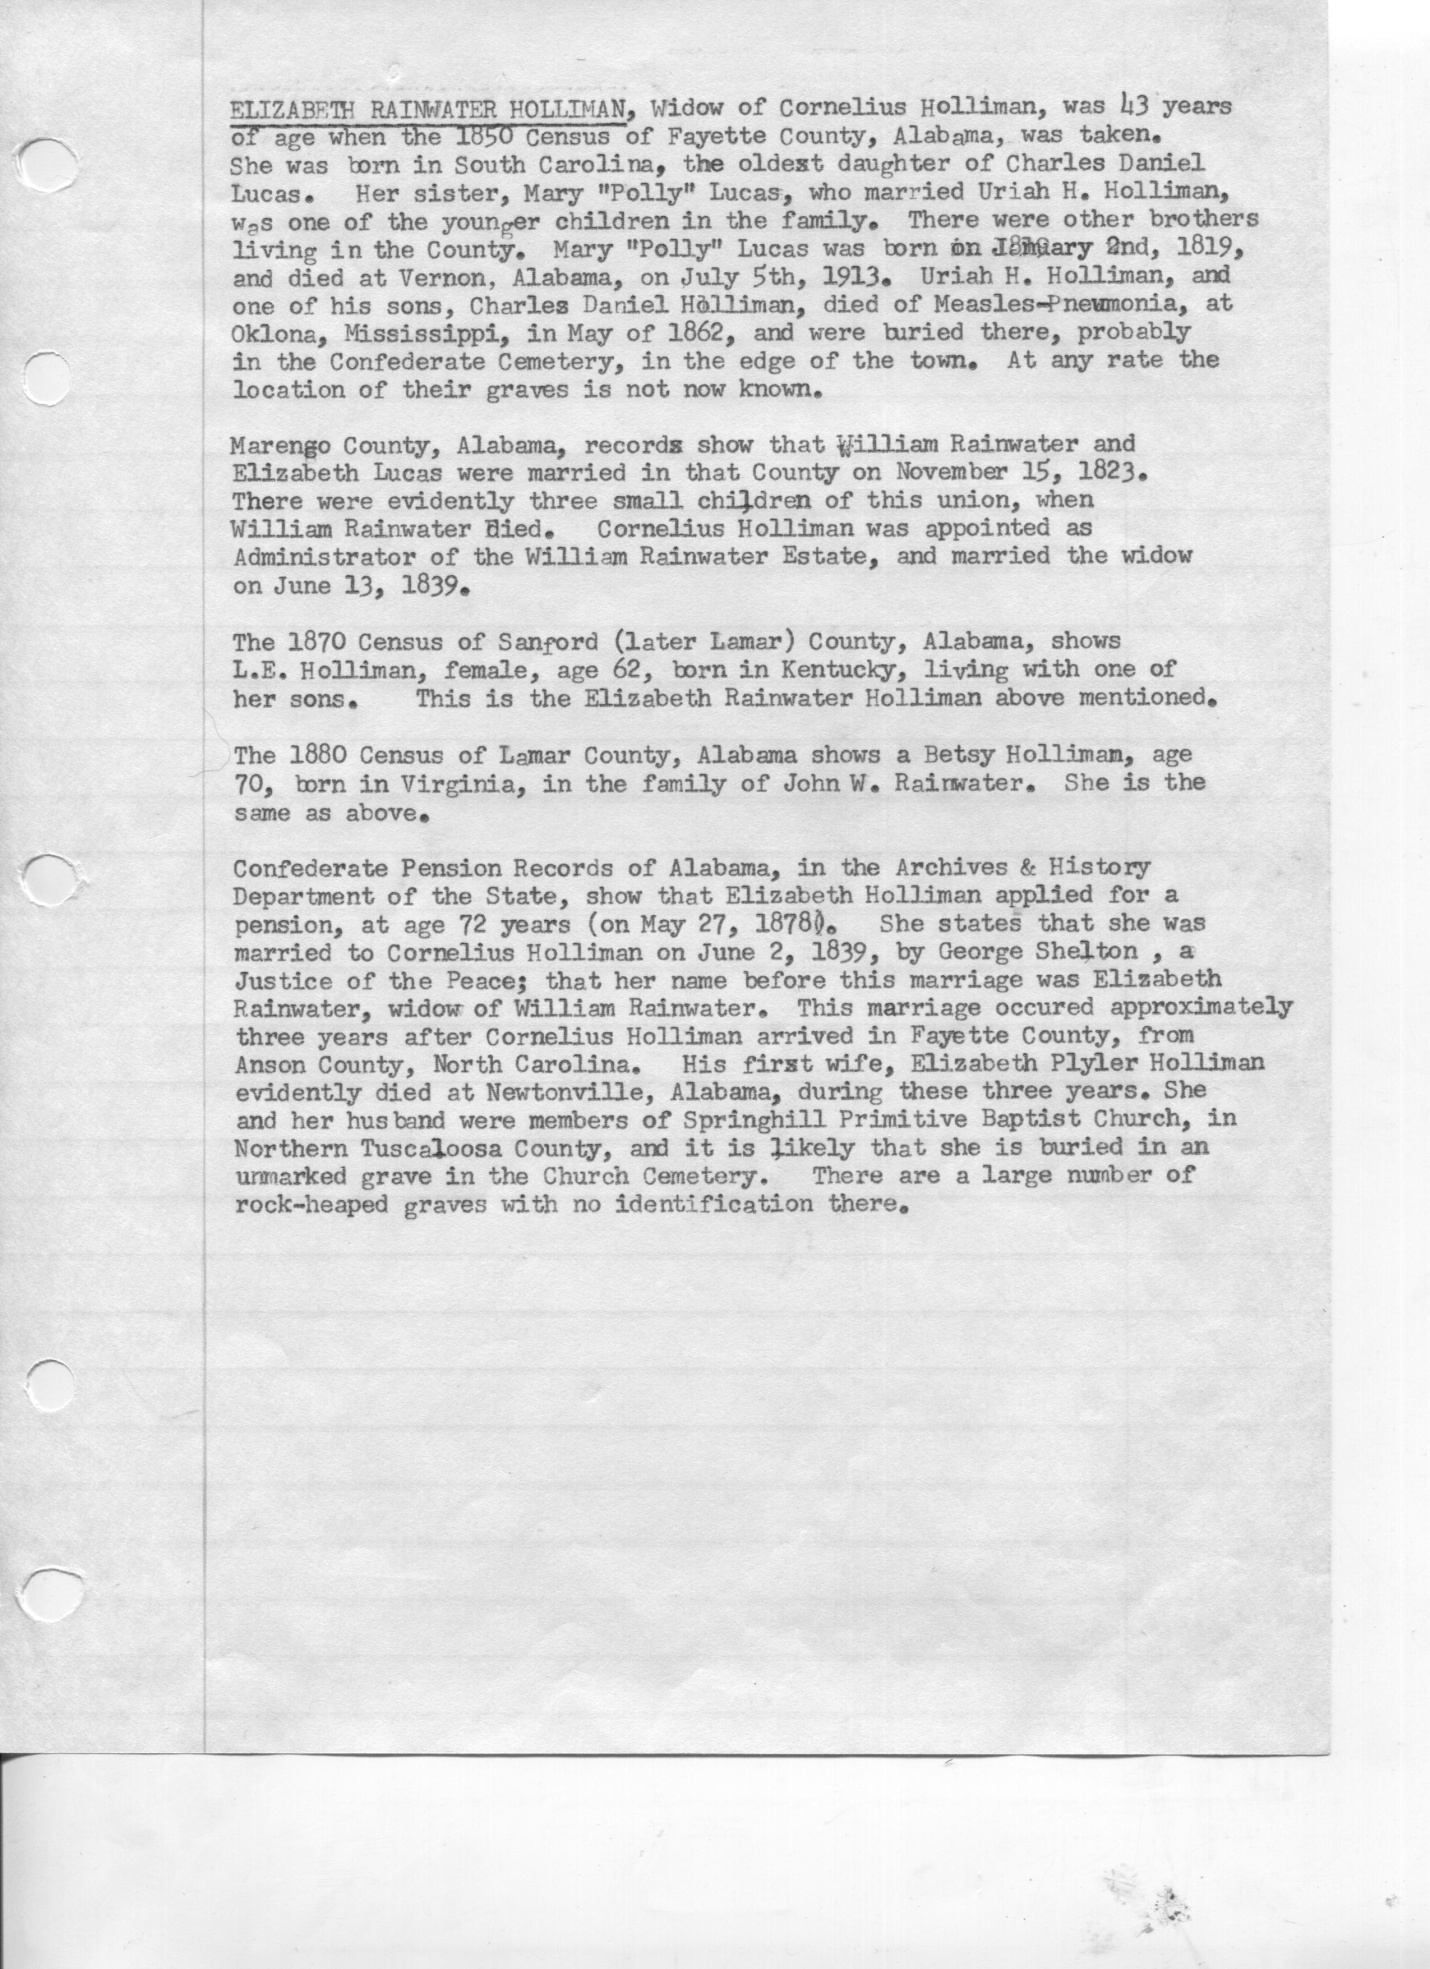 ELIZABETH RAINWATER HOLLIMAN, Widow of Cornelius Holliman, was 43 years
of age when the 1850 Census of Fayette County, Alabama, was taken.
She was born in South Carolina, the oldest daughter of Charles Daniel
Lucas. Her sister, Mary "Polly" Lucas, who married Uriah H. Holliman,
was one of the younger children in the family. There were other brothers
living in the County. Mary "Polly" Lucas was born on January 2nd, 1819,
and died at Vernon, Alabama, on July 5th, 1913. Uriah H. Holliman, and
one of his sons, Charles Daniel Holliman, died of Measles-Pneumonia, at
Oklona, Mississippi, in May of 1862, and were buried there, probably
in the Confederate Cemetery, in the edge of the town. At any rate the
location of their graves is not now known.
Marengo County, Alabama, records show that William Rainwater and
Elizabeth Lucas were married in that County on November 15, 1823.
There were evidently three small children of this union, when
William Rainwater Died. Cornelius Holliman was appointed as
Administrator of the William Rainwater Estate, and married the widow
on June 13, 1839.
The 1870 Census of Sanford (later Lamar) County, Alabama, shows
L.E. Holliman, female, age 62, born in Kentucky, living with one of
her sons. This is the Elizabeth Rainwater Holliman above mentioned.
The 1880 Census of Lamar County, Alabama shows a Betsy Holliman, age
70, born in Virginia, in the family of John W. Rainwater. She is the
same as above.
Confederate Pension Records of Alabama, in the Archives & History
Department of the State, show that Elizabeth Holliman applied for a
pension, at age 72 years (on May 27, 1878). She states that she was
married to Cornelius Holliman on June 2, 1839, by George Shelton , a
Justice of the Peace; that her name before this marriage was Elizabeth
Rainwater, widow of William Rainwater. This marriage occured approximately
three years after Cornelius Holliman arrived in Fayette County, from
Anson County, North Carolina. His first wife, Elizabeth Plyler Holliman
evidently died at Newtonville, Alabama, during these three years. She
and her husband were members of Springhill Primitive Baptist Church, in
Northern Tuscaloosa County, and it is likely that she is buried in an
unmarked grave in the Church Cemetery. There are a large number of
rock-heaped graves with no identification there.